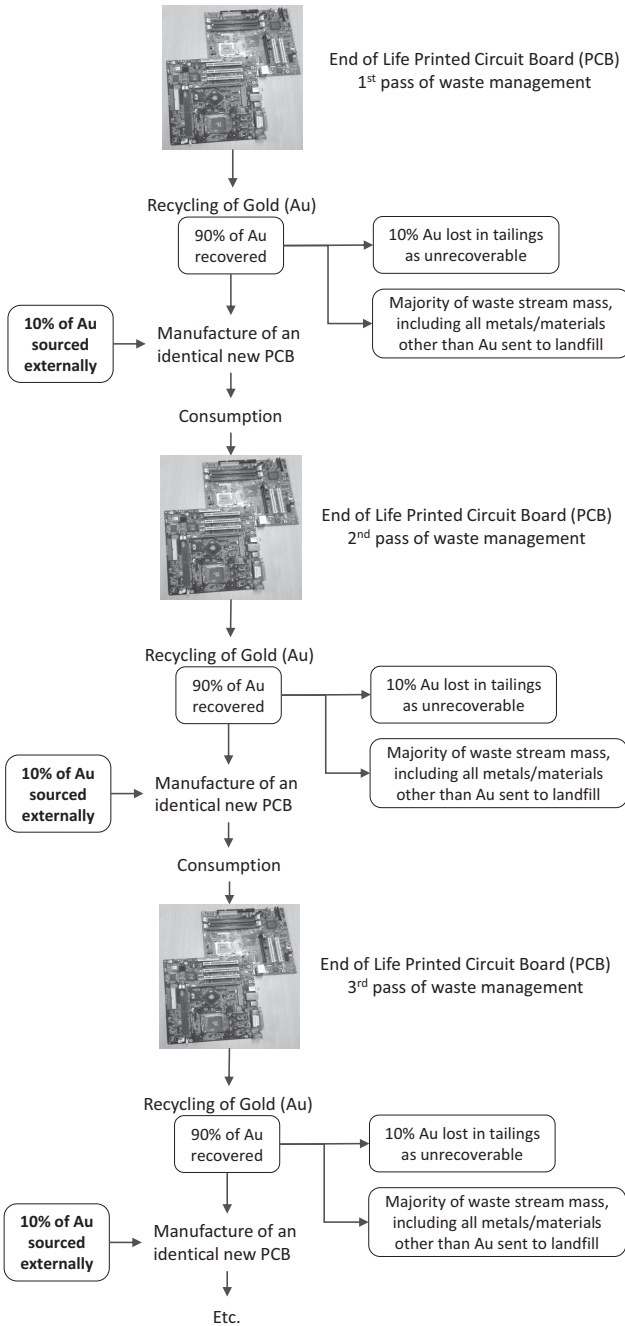 End of Life Printed Circuit Board (PCB)
1st pass of waste management
Recycling of Gold (Au)
90% of Au
recovered
10% Au lost in tailings
as unrecoverable
Majority of waste stream mass,
including all metals/materials
other than Au sent to landfill
10% of Au
sourced
externally
Manufacture of an
identical new PCB
Consumption
End of Life Printed Circuit Board (PCB)
2nd pass of waste management
Recycling of Gold (Au)
90% of Au
recovered
10% Au lost in tailings
as unrecoverable
Majority of waste stream mass,
including all metals/materials
other than Au sent to landfill
10% of Au
sourced
externally
Manufacture of an
identical new PCB
Consumption
End of Life Printed Circuit Board (PCB)
3rd pass of waste management
Recycling of Gold (Au)
90% of Au
recovered
10% Au lost in tailings
as unrecoverable
Majority of waste stream mass,
including all metals/materials
other than Au sent to landfill
10% of Au
sourced
externally
Manufacture of an
identical new PCB
Etc.